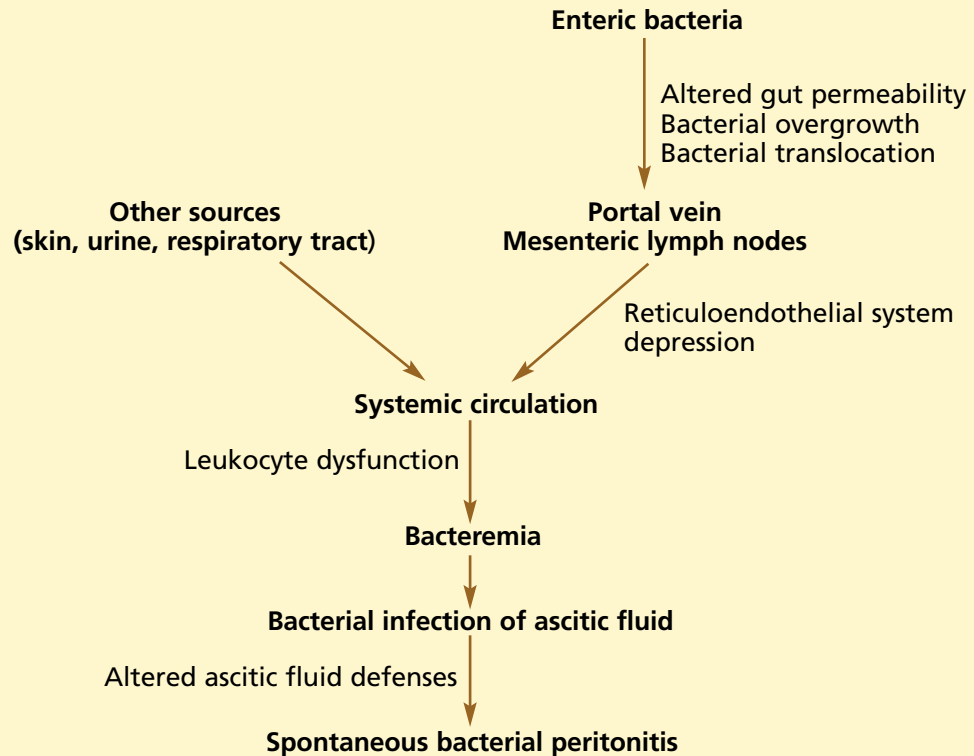 Enteric bacteria
Altered gut permeability
Bacterial overgrowth
Bacterial translocation
Other sources
(skin, urine, respiratory tract)
Portal vein
Mesenteric lymph nodes
Reticuloendothelial system
depression
Systemic circulation
Leukocyte dysfunction
Bacteremia
Bacterial infection of ascitic fluid
Altered ascitic fluid defenses
Spontaneous bacterial peritonitis